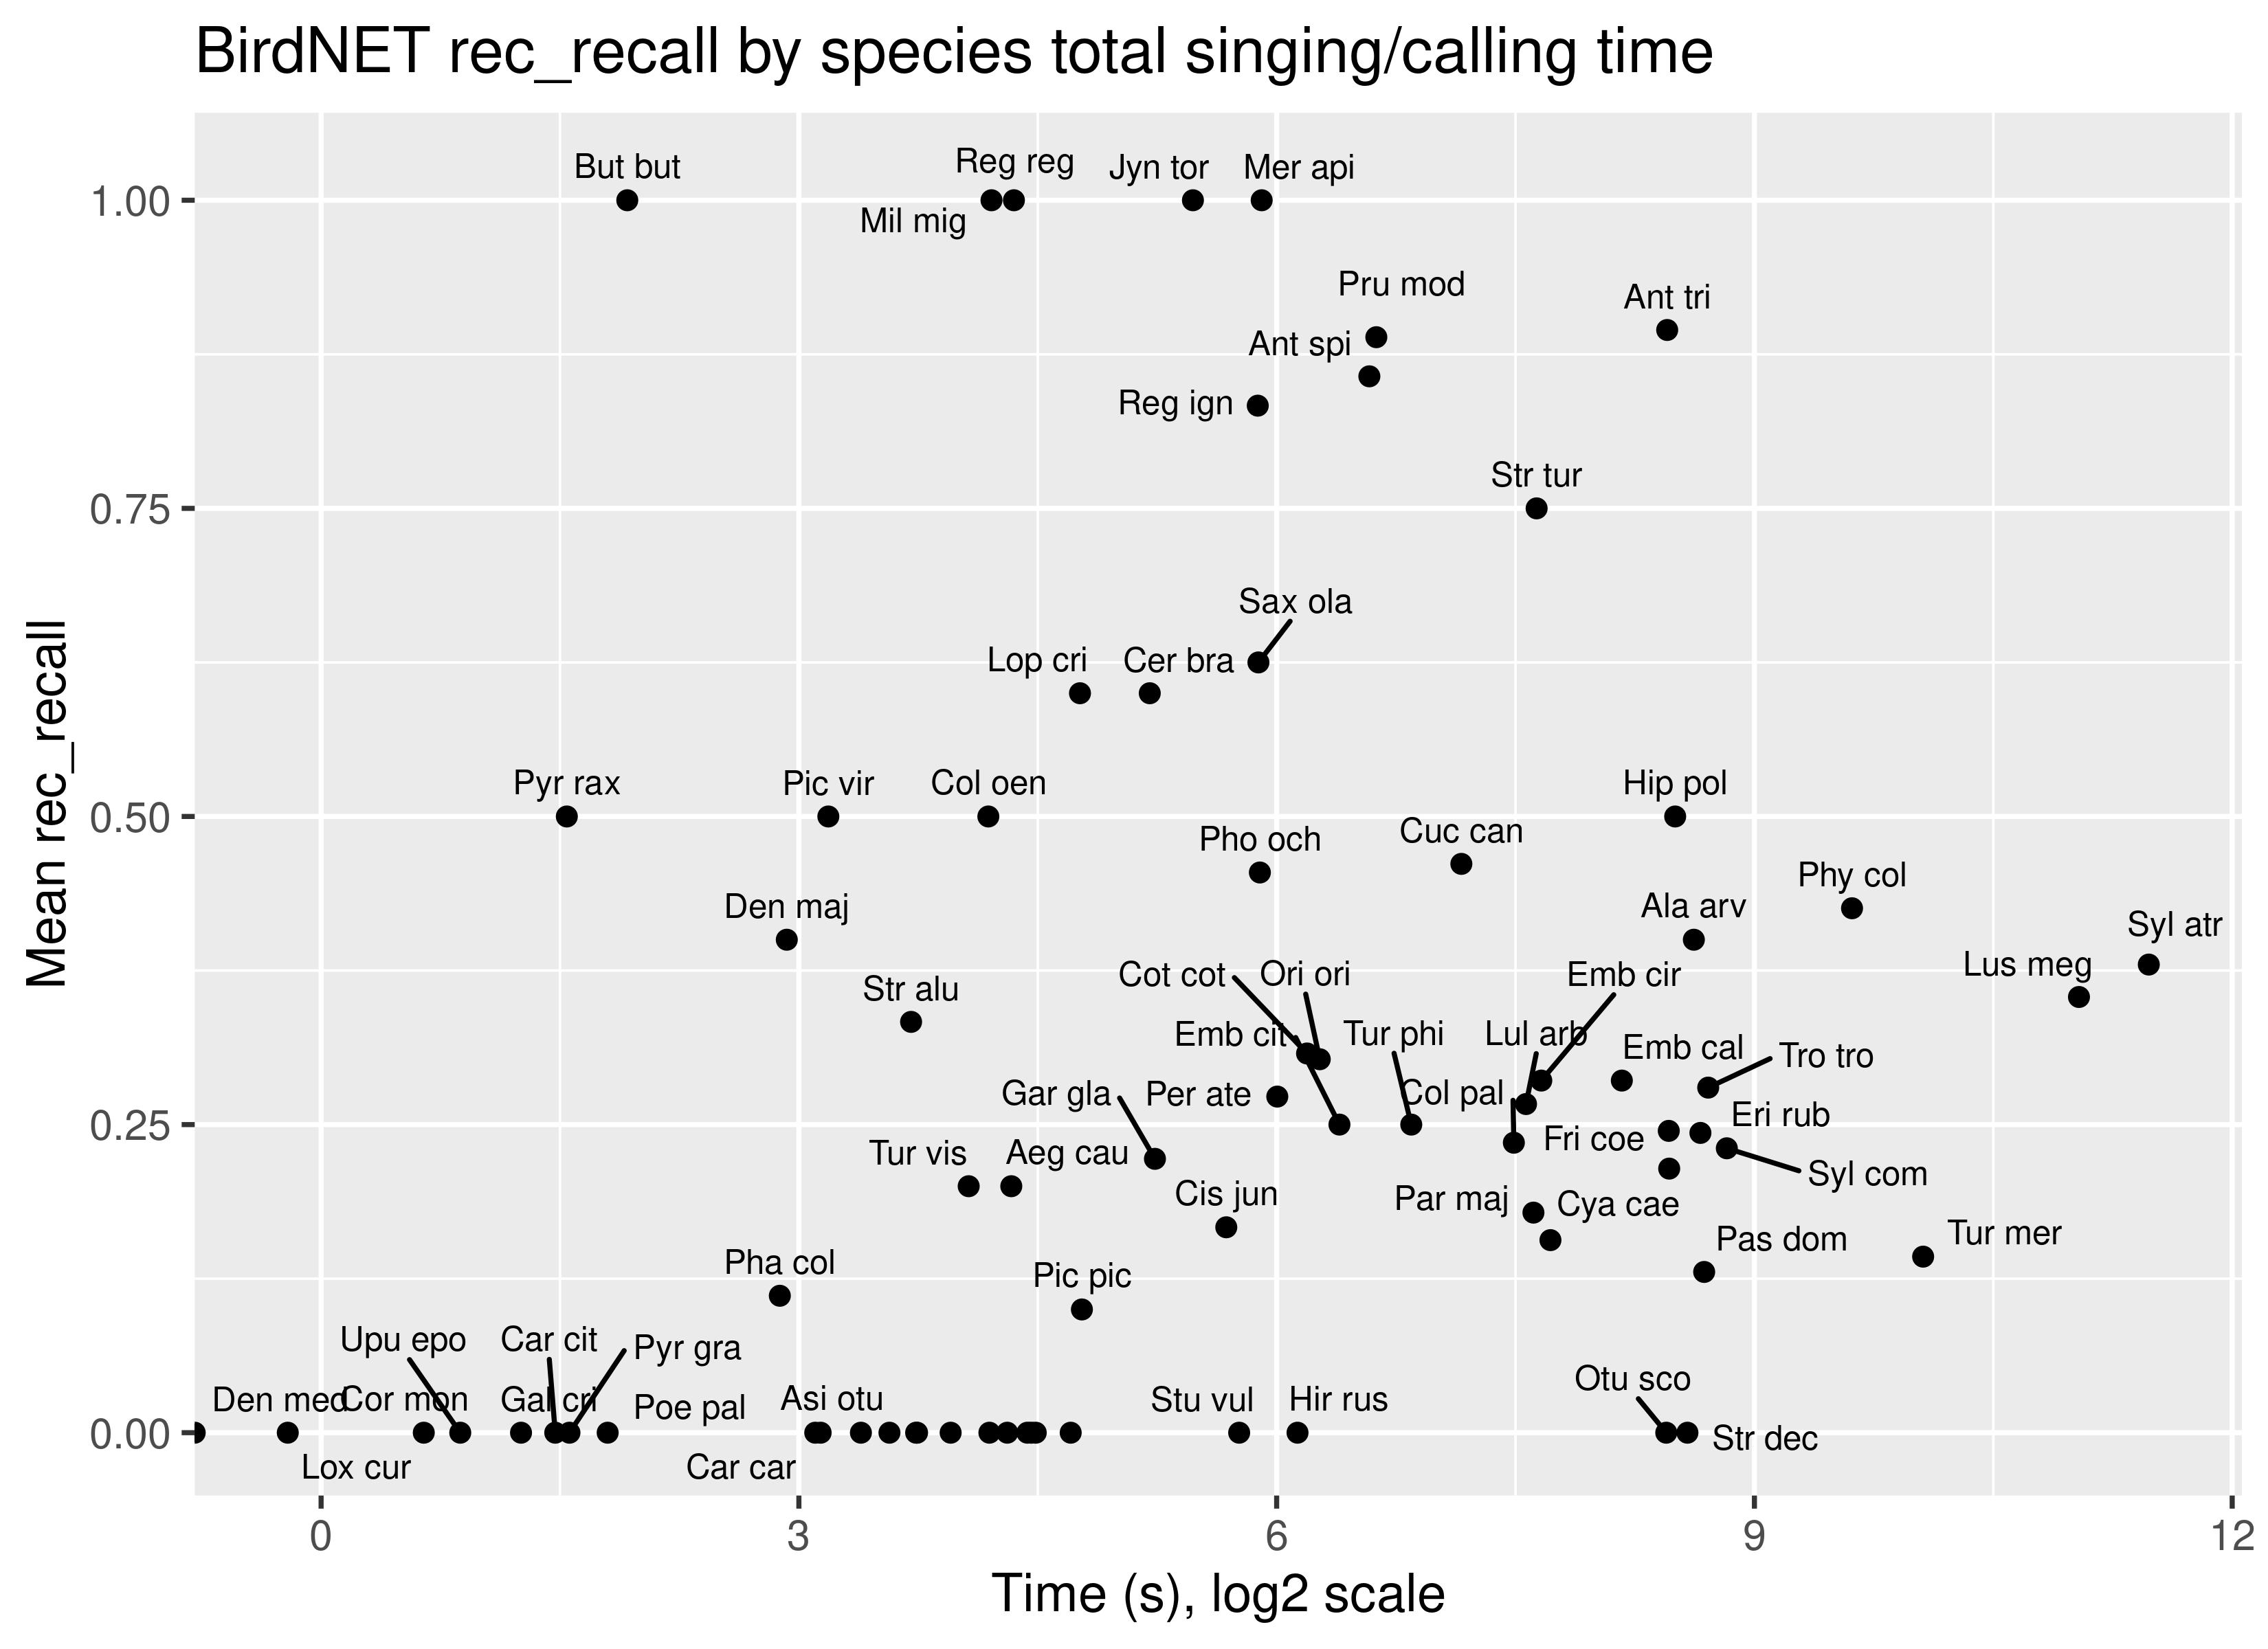 BirdNET rec_recall by species total singing/calling time
But but
Reg reg
Jyn tor
Mer api
1.00
Mil mig
Pru mod
Ant tri
Ant spi
Reg ign
Str tur
0.75
Sax ola
Lop cri
Cer bra
Mean rec_recall
Pyr rax
Pic vir
Col oen
Hip pol
0.50
Cuc can
Pho och
Phy col
Den maj
Ala arv
Syl atr
Lus meg
Cot cot
Ori ori
Emb cir
Str alu
Emb cit
Tur phi
Lul arb
Emb cal
Tro tro
Gar gla
Per ate
Col pal
0.25
Eri rub
Fri coe
Tur vis
Aeg cau
Syl com
Cis jun
Par maj
Cya cae
Pas dom
Tur mer
Pha col
Pic pic
Upu epo
Car cit
Pyr gra
Otu sco
Den med
Cor mon
Gal cri
Poe pal
Asi otu
Stu vul
Hir rus
0.00
Str dec
Lox cur
Car car
0
3
6
9
12
Time (s), log2 scale